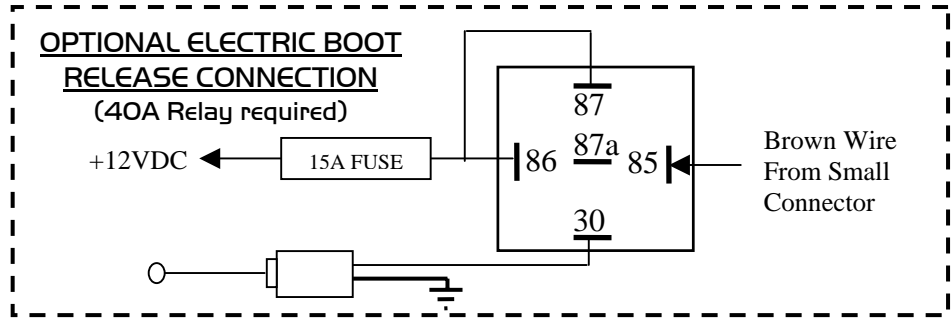 OPTIONAL ELECTRIC BOOT
RELEASE CONNECTION
(40A Relay required)
+12VDC
15A FUSE
87
87a
86
85
30
Brown Wire
From Small
Connector